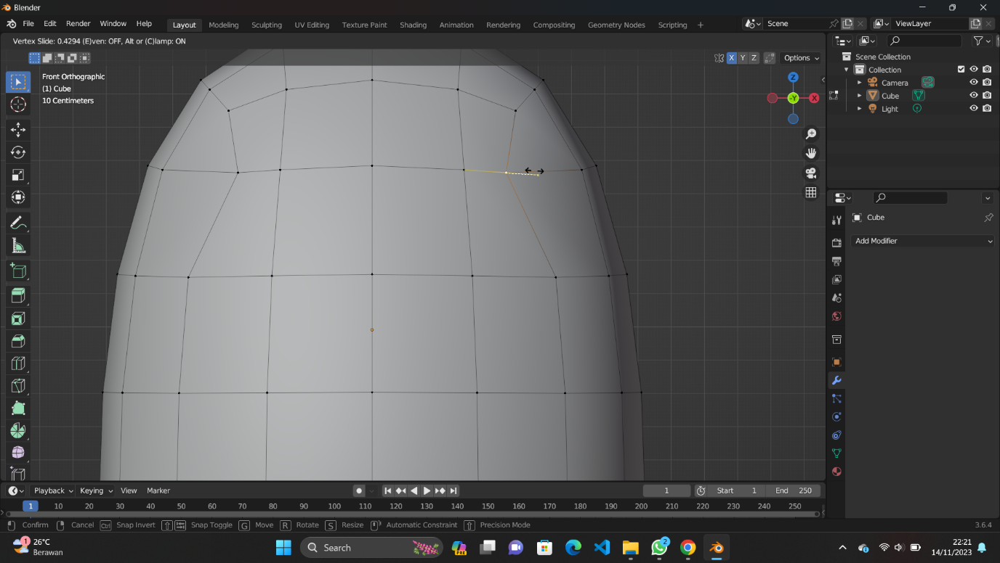 Blender
File Edit Render Window Help Layout Modeling Sculpting UV Editing Texture Paint Shading Animation Rendering Compositing Geometry Nodes Scripting + Scene ViewLayer
Vertex Slide: 0.4294 (E)ven: OFF, Alt or (C)lamp: ON
X Y Z Options
Front Orthographic
(1) Cube
10 Centimeters
Z
-Y
X
Scene Collection
Collection
Camera
Cube
Light
Cube
Add Modifier
Playback Keying View Marker 1 Start 1 End 250
1 10 20 30 40 50 60 70 80 90 100 110 120 130 140 150 160 170 180 190 200 210 220 230 240 250
Confirm Cancel Ctrl Snap Invert Snap Toggle G Move R Rotate S Resize Automatic Constraint Precision Mode 3.6.4
1 26°C
Berawan
Search
PRE
2
22:21
14/11/2023